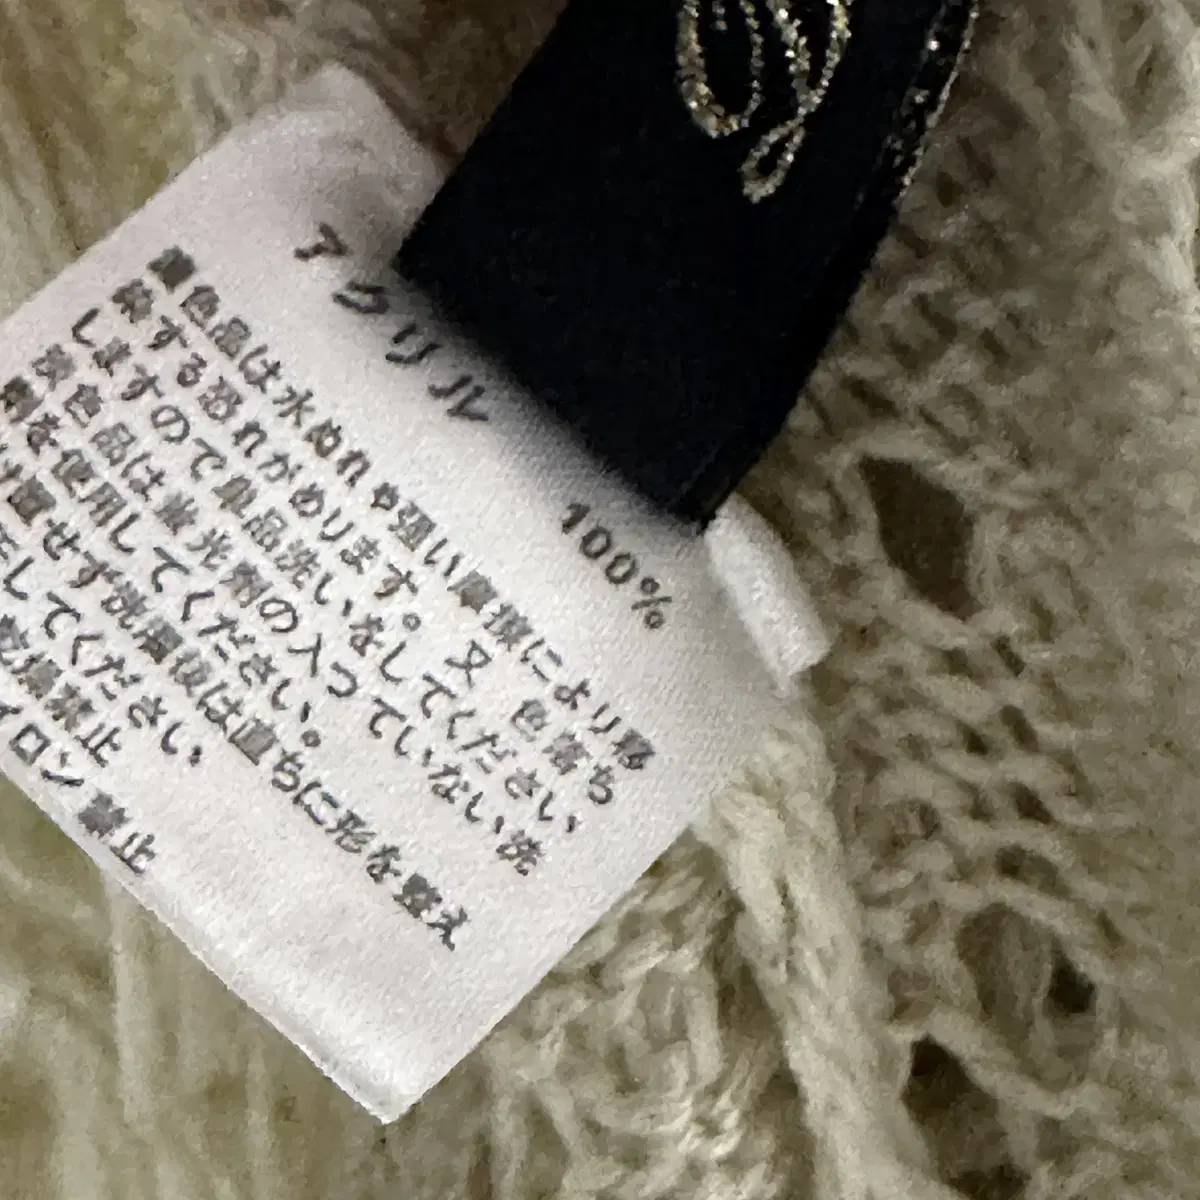 アクリル 100%
濃色品は水ぬれや強い摩擦により移
染する恐れがあります。又、色落ち
しますので単品洗いをしてください
淡色品は蛍光剤の入っていない洗
剤を使用してください。
け置せず洗濯後は直ちに形を整え
してください、
乾燥禁止
イロン禁止